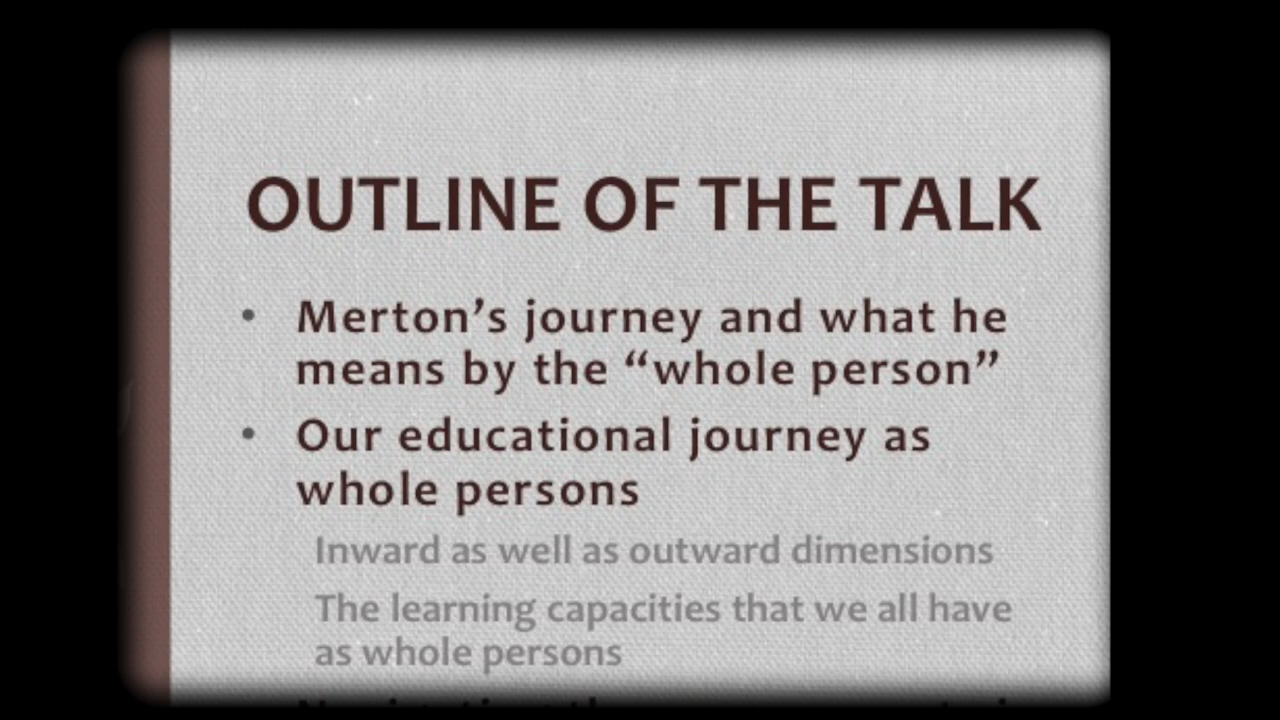 OUTLINE OF THE TALK
• Merton’s journey and what he
means by the “whole person”
• Our educational journey as
whole persons
Inward as well as outward dimensions
The learning capacities that we all have
as whole persons